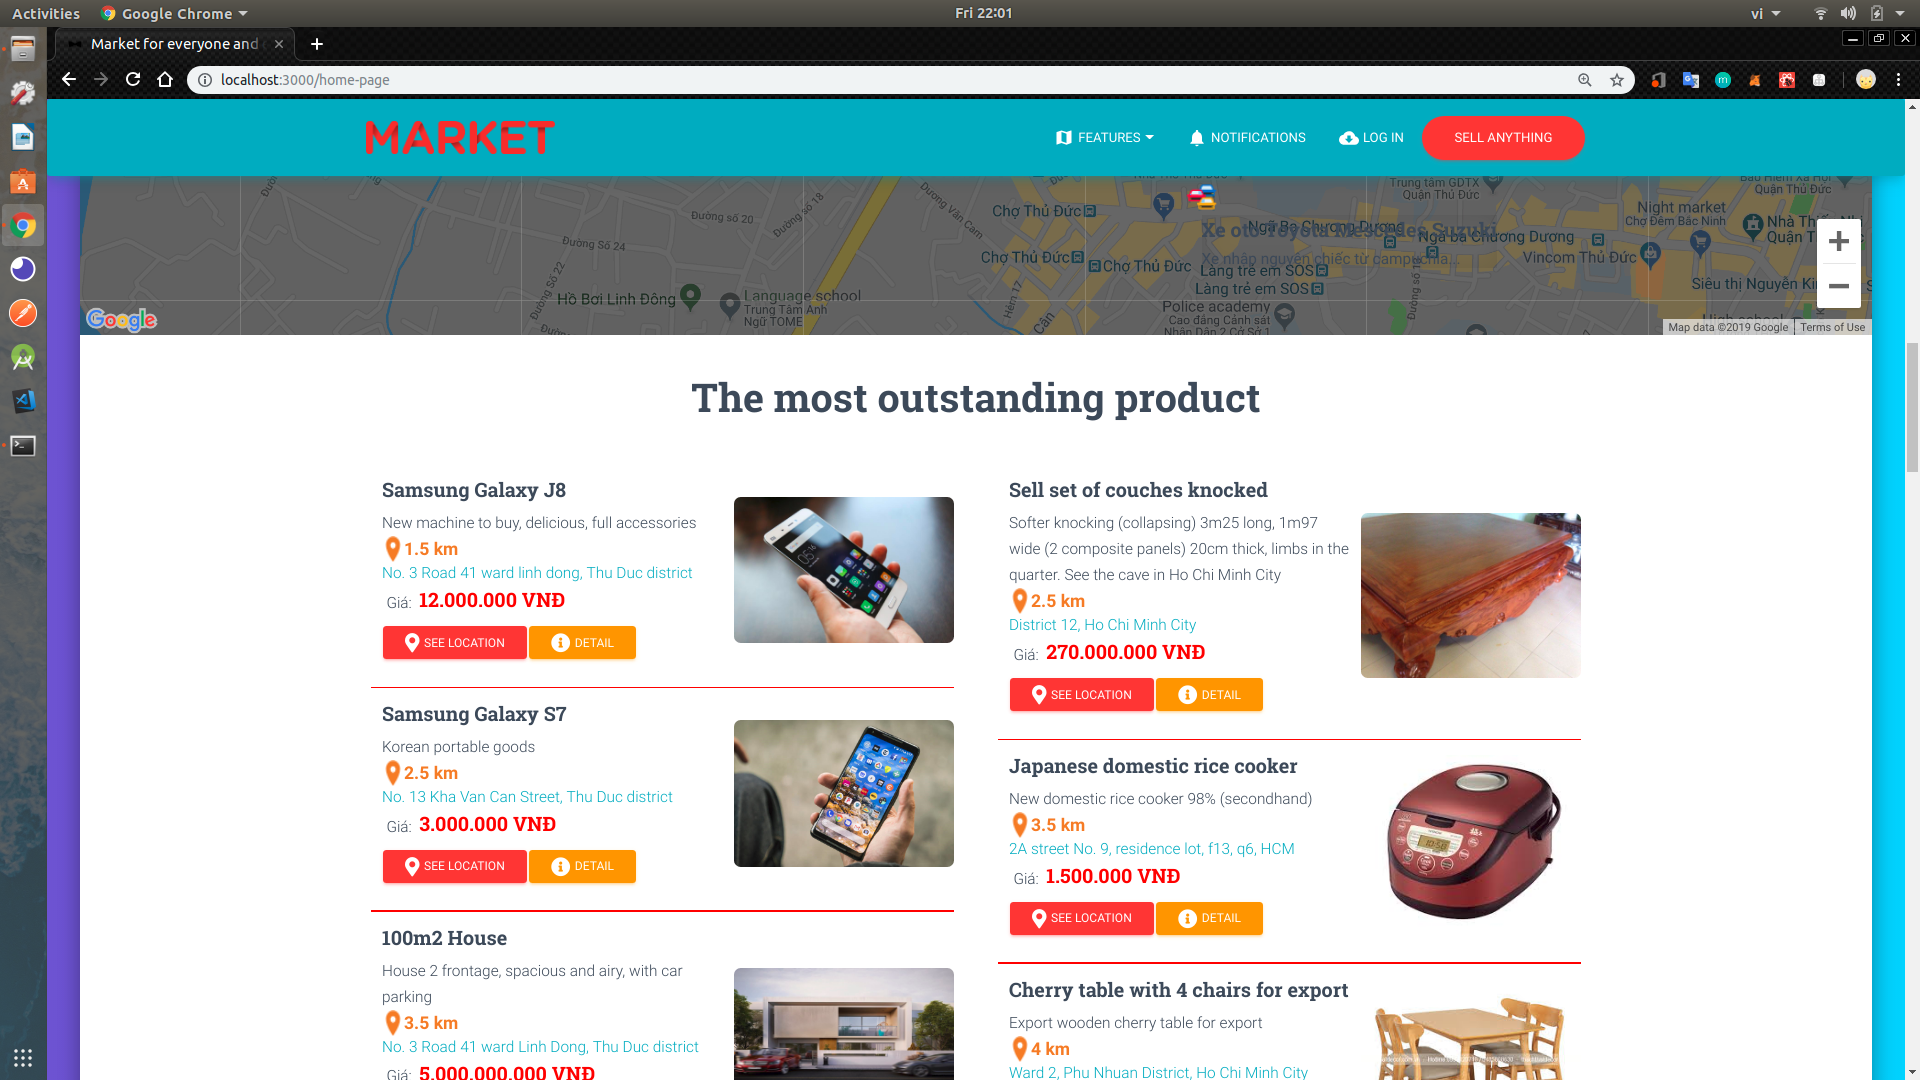 Activities
Google Chrome
Fri 22:01
vi
Market for everyone and
localhost:3000/home-page
MARKET
FEATURES
NOTIFICATIONS
LOG IN
SELL ANYTHING
Đường số 20
Đường số 18
Đường Số 24
Đường số 22
Đường Văn Cam
Hồ Bơi Linh Đông
Language school
Trung Tâm Anh
Ngữ TOME
Chợ Thủ Đức
Chợ Thủ Đức
Chợ Thủ Đức
Xe oto Toyota Mescedes Suzuki
Xe nhập nguyên chiếc từ campuchia...
Ngã Ba Chương Dương
Ngã ba Chương Dương
Làng trẻ em SOS
Làng trẻ em SOS
Police academy
Cao đẳng Cảnh sát
Nhân Dân 2 Cơ Sở 1
Hẻm 17
Trung tâm GDTX
Quận Thủ Đức
Quận Thủ Đức
Night market
Chợ Đêm Bắc Ninh
Vincom Thủ Đức
Google
Map data ©2019 Google
Terms of Use
The most outstanding product
Samsung Galaxy J8
New machine to buy, delicious, full accessories
1.5 km
No. 3 Road 41 ward linh dong, Thu Duc district
Giá: 12.000.000 VNĐ
SEE LOCATION
DETAIL
Samsung Galaxy S7
Korean portable goods
2.5 km
No. 13 Kha Van Can Street, Thu Duc district
Giá: 3.000.000 VNĐ
SEE LOCATION
DETAIL
100m2 House
House 2 frontage, spacious and airy, with car
parking
3.5 km
No. 3 Road 41 ward Linh Dong, Thu Duc district
Giá: 5.000.000.000 VNĐ
Sell set of couches knocked
Softer knocking (collapsing) 3m25 long, 1m97
wide (2 composite panels) 20cm thick, limbs in the
quarter. See the cave in Ho Chi Minh City
2.5 km
District 12, Ho Chi Minh City
Giá: 270.000.000 VNĐ
SEE LOCATION
DETAIL
Japanese domestic rice cooker
New domestic rice cooker 98% (secondhand)
3.5 km
2A street No. 9, residence lot, f13, q6, HCM
Giá: 1.500.000 VNĐ
SEE LOCATION
DETAIL
Cherry table with 4 chairs for export
Export wooden cherry table for export
4 km
Ward 2, Phu Nhuan District, Ho Chi Minh City